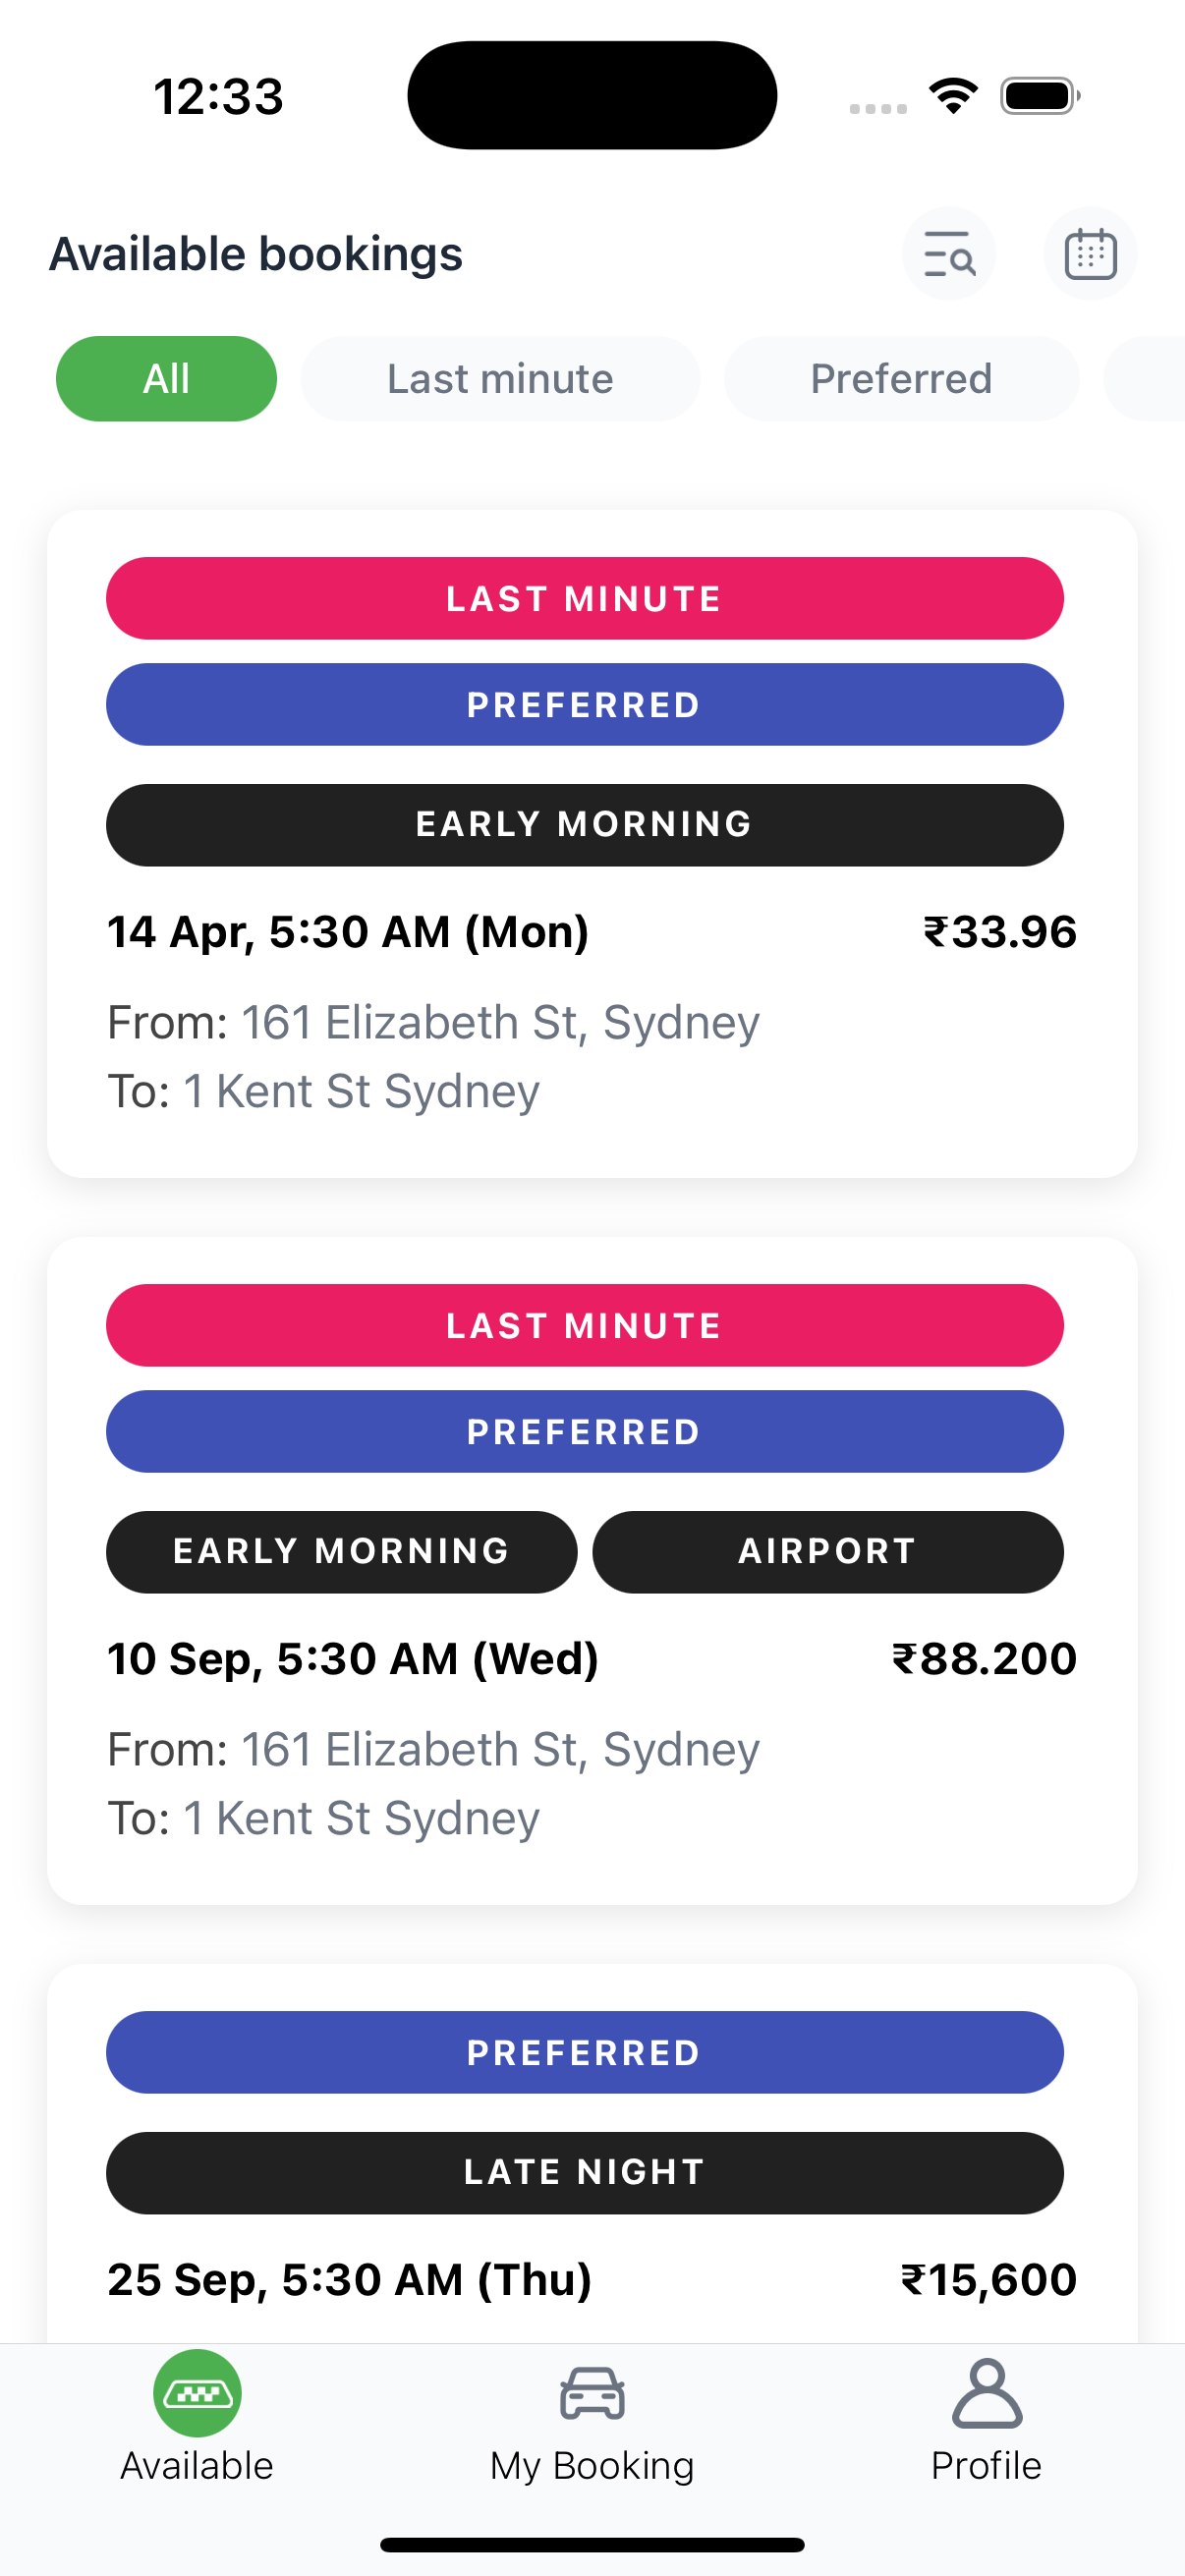 12:33
Available bookings
All Last minute Preferred
LAST MINUTE
PREFERRED
EARLY MORNING
14 Apr, 5:30 AM (Mon) ₹33.96
From: 161 Elizabeth St, Sydney
To: 1 Kent St Sydney
LAST MINUTE
PREFERRED
EARLY MORNING AIRPORT
10 Sep, 5:30 AM (Wed) ₹88.200
From: 161 Elizabeth St, Sydney
To: 1 Kent St Sydney
PREFERRED
LATE NIGHT
25 Sep, 5:30 AM (Thu) ₹15,600
Available My Booking Profile